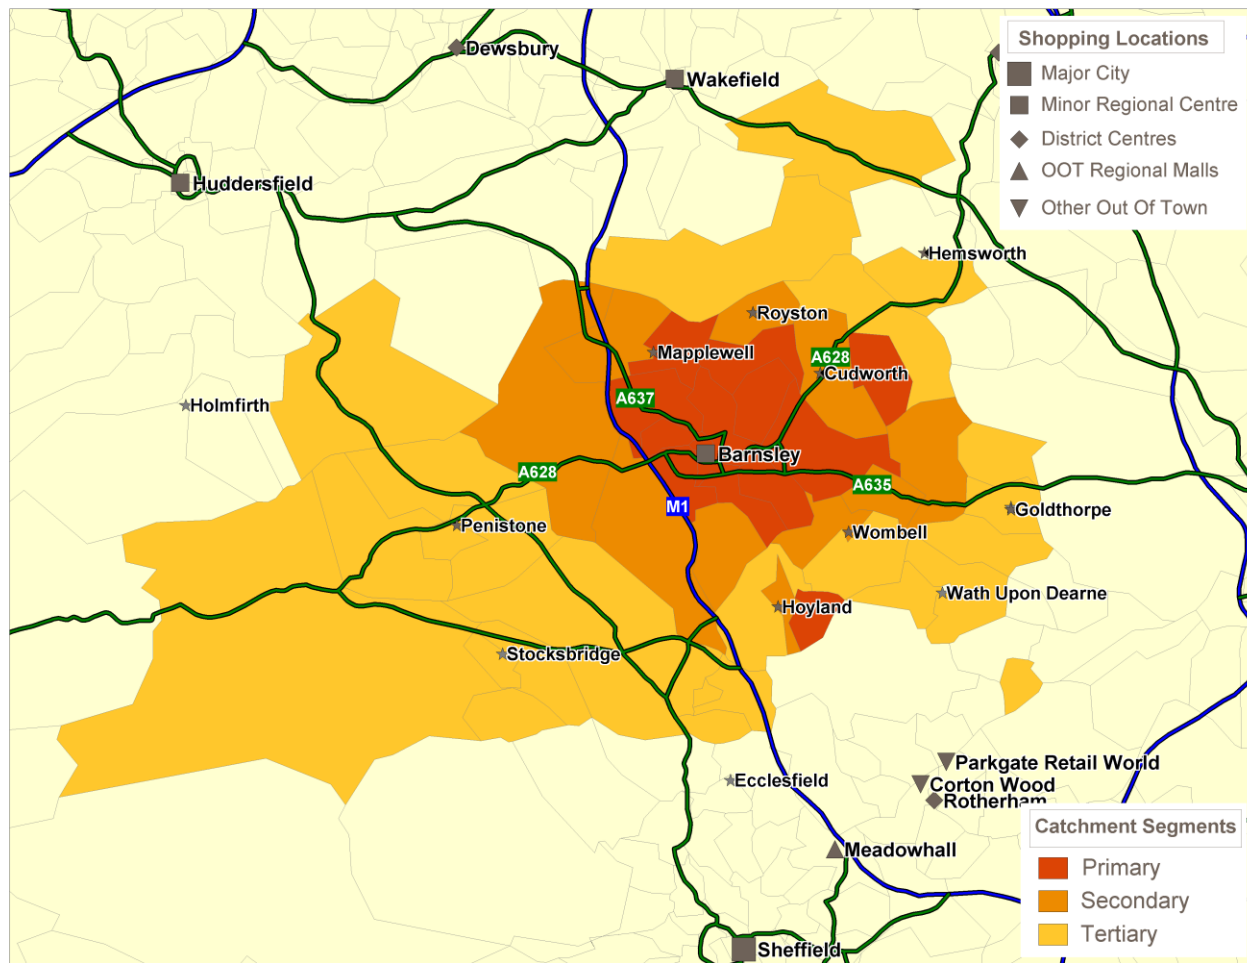 Shopping Locations
Major City
Minor Regional Centre
District Centres
OOT Regional Malls
Other Out Of Town
Dewsbury
Wakefield
Huddersfield
Hemsworth
Royston
Mapplewell
A628
Cudworth
A637
Holmfirth
Barnsley
A628
A635
M1
Goldthorpe
Penistone
Wombell
Wath Upon Dearne
Hoyland
Stocksbridge
Parkgate Retail World
Ecclesfield
Corton Wood
Rotherham
Meadowhall
Sheffield
Catchment Segments
Primary
Secondary
Tertiary